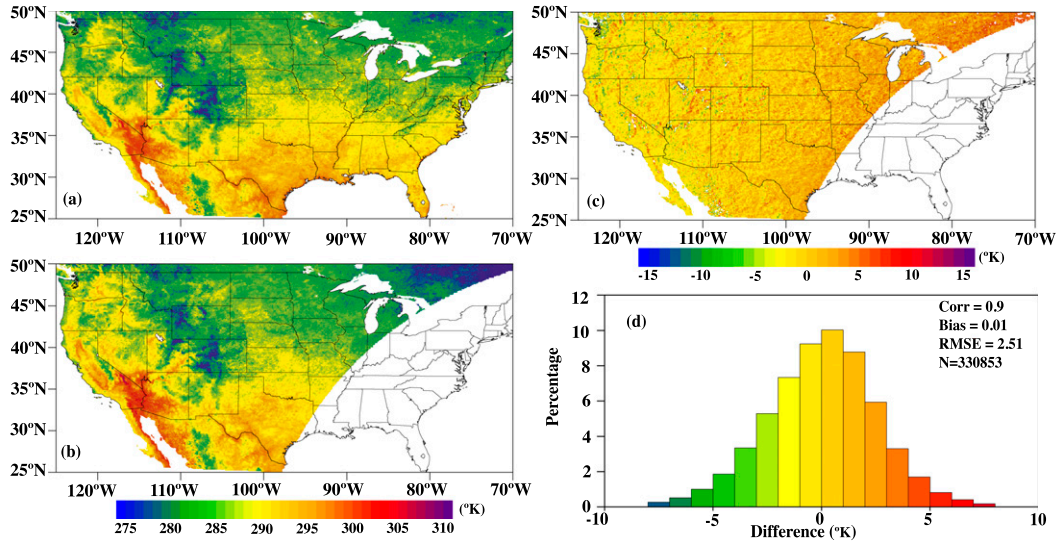 50ºN
45ºN
40ºN
35ºN
30ºN
25ºN
(a)
120ºW 110ºW 100ºW 90ºW 80ºW 70ºW
50ºN
45ºN
40ºN
35ºN
30ºN
25ºN
(b)
120ºW 110ºW 100ºW 90ºW 80ºW 70ºW
275 280 285 290 295 300 305 310
(ºK)
50ºN
45ºN
40ºN
35ºN
30ºN
25ºN
(c)
120ºW 110ºW 100ºW 90ºW 80ºW 70ºW
-15 -10 -5 0 5 10 15
(ºK)
12
10
8
6
4
2
0
Percentage
(d)
Corr = 0.9
Bias = 0.01
RMSE = 2.51
N=330853
-10 -5 0 5 10
Difference (ºK)